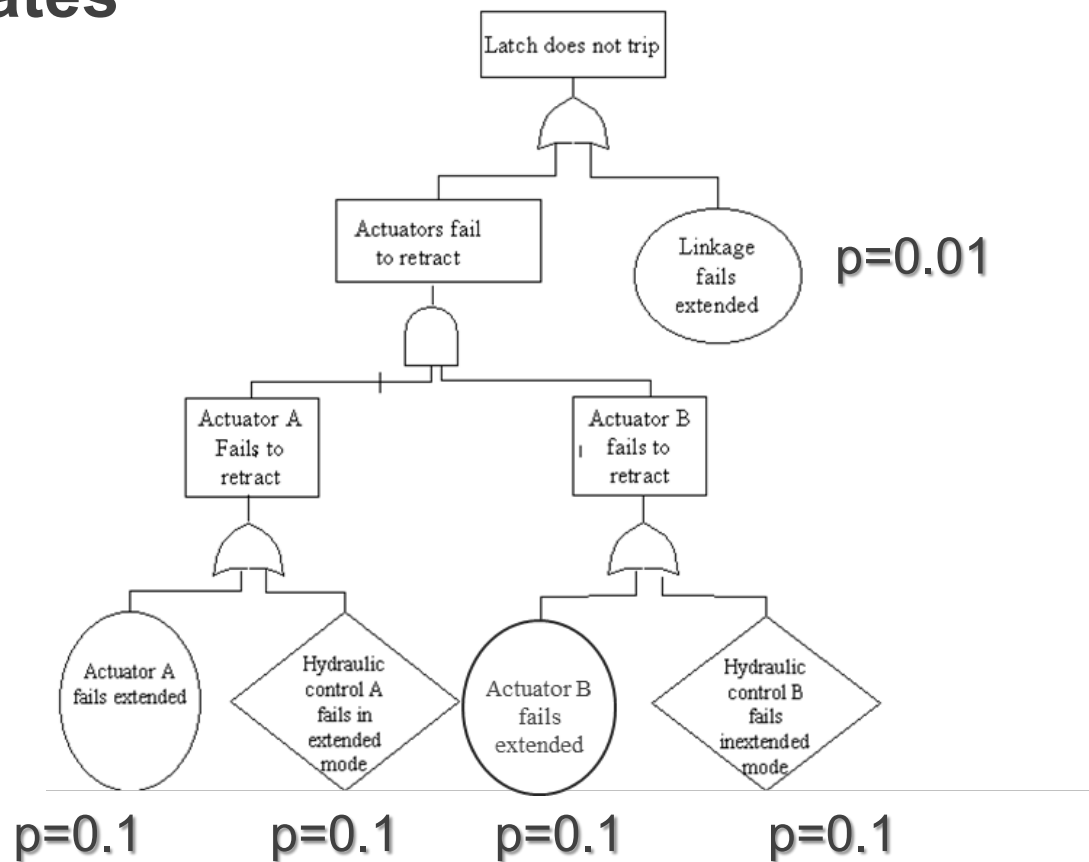 Latch does not trip
Actuators fail
to retract
Linkage
fails
extended
p=0.01
Actuator A
Fails to
retract
Actuator B
fails to
retract
Actuator A
fails extended
Hydraulic
control A
fails in
extended
mode
Actuator B
fails
extended
Hydraulic
control B
fails
inextended
mode
p=0.1
p=0.1
p=0.1
p=0.1